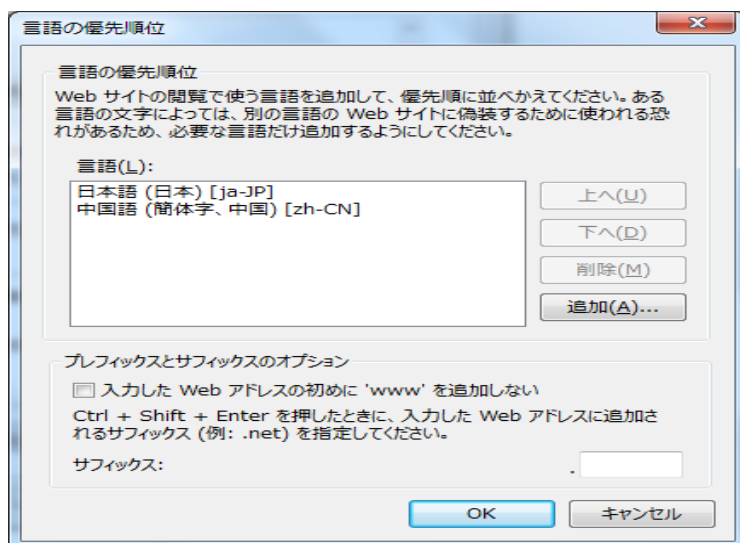 言語の優先順位
言語の優先順位
Web サイトの閲覧で使う言語を追加して、優先順に並べかえてください。ある
言語の文字によっては、別の言語の Web サイトに偽装するために使われる恐
れがあるため、必要な言語だけ追加するようにしてください。
言語(L):
日本語 (日本) [ja-JP]
中国語 (簡体字、中国) [zh-CN]
上へ(U)
下へ(D)
削除(M)
追加(A)...
プレフィックスとサフィックスのオプション
入力した Web アドレスの初めに 'www' を追加しない
Ctrl + Shift + Enter を押したときに、入力した Web アドレスに追加さ
れるサフィックス (例: .net) を指定してください。
サフィックス:
.
OK
キャンセル